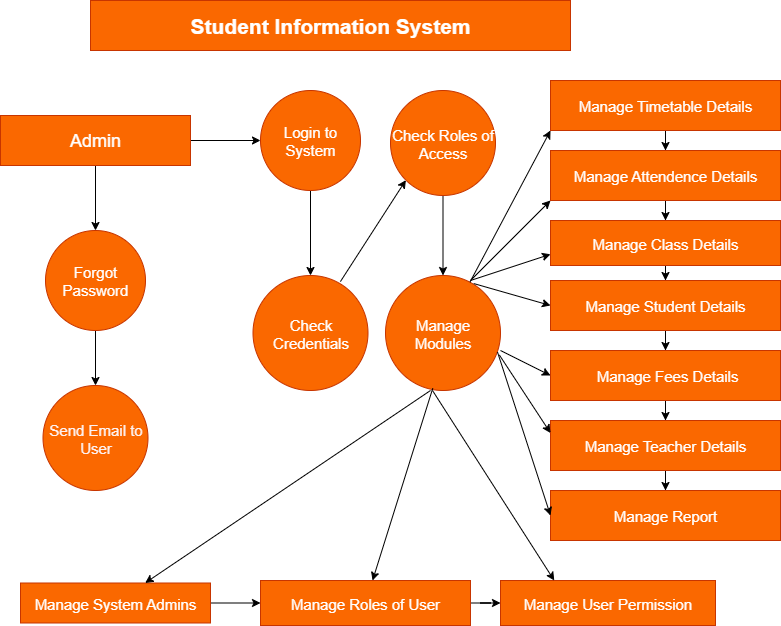 Student Information System
Admin
Login to
System
Check Roles of
Access
Forgot
Password
Check
Credentials
Manage
Modules
Send Email to
User
Manage Timetable Details
Manage Attendence Details
Manage Class Details
Manage Student Details
Manage Fees Details
Manage Teacher Details
Manage Report
Manage System Admins
Manage Roles of User
Manage User Permission